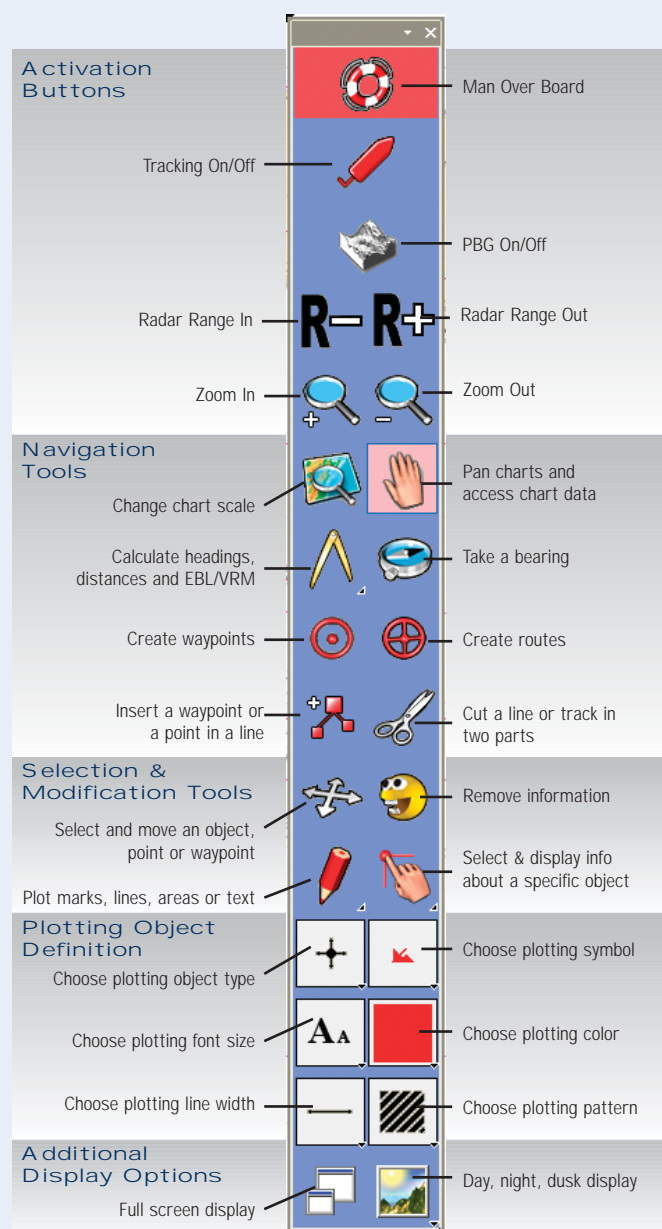 Activation
Buttons
Man Over Board
Tracking On/Off
PBG On/Off
Radar Range In
R-
R+
Radar Range Out
Zoom In
Zoom Out
Navigation
Tools
Change chart scale
Pan charts and
access chart data
Calculate headings,
distances and EBL/VRM
Take a bearing
Create waypoints
Create routes
Insert a waypoint or
a point in a line
Cut a line or track in
two parts
Selection &
Modification Tools
Select and move an object,
point or waypoint
Remove information
Plot marks, lines, areas or text
Select & display info
about a specific object
Plotting Object
Definition
Choose plotting object type
Choose plotting symbol
Choose plotting font size
AA
Choose plotting color
Choose plotting line width
Choose plotting pattern
Additional
Display Options
Full screen display
Day, night, dusk display